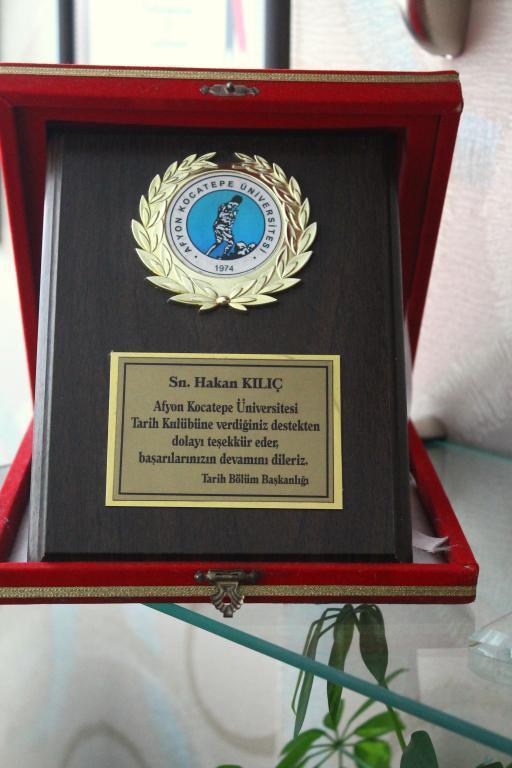 AFYON KOCATEPE ÜNİVERSİTESİ
1974
Sn. Hakan KILIÇ
Afyon Kocatepe Üniversitesi
Tarih Kulübüne verdiğiniz destekten
dolayı teşekkür eder,
başarılarınızın devamını dileriz.
Tarih Bölüm Başkanlığı